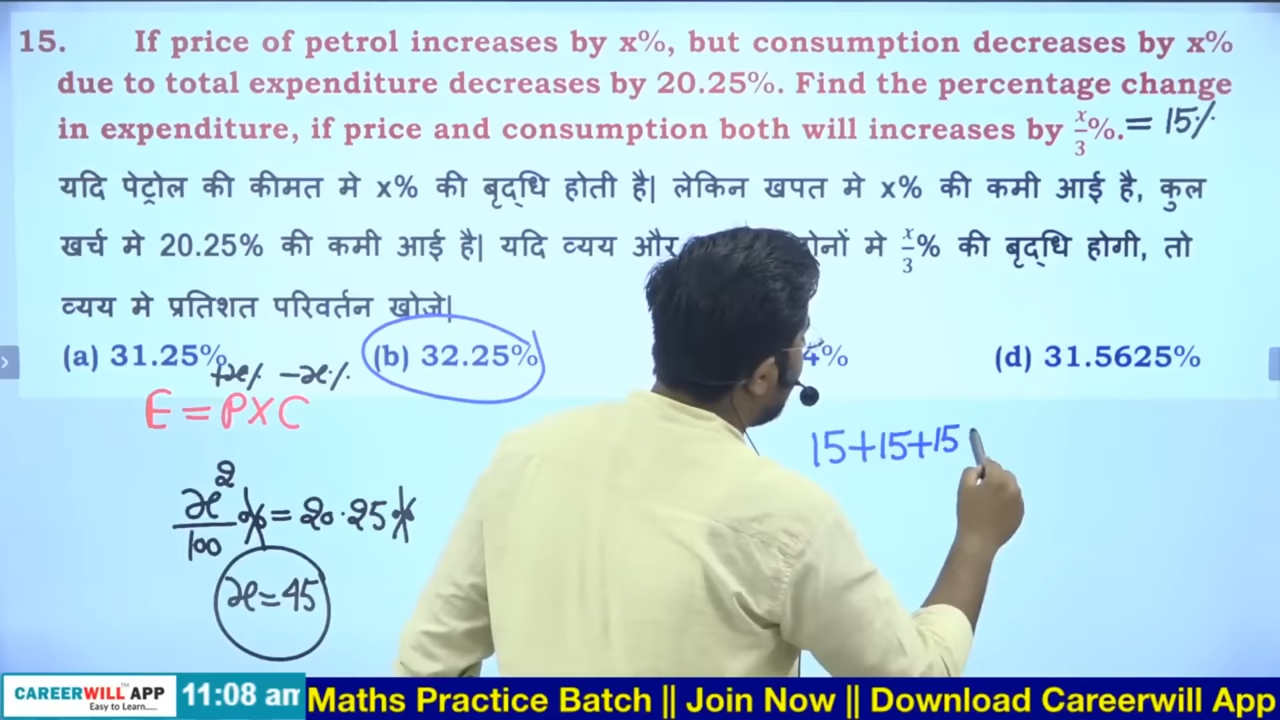 15. If price of petrol increases by x%, but consumption decreases by x%
due to total expenditure decreases by 20.25%. Find the percentage change
in expenditure, if price and consumption both will increases by x/3%. = 15%
यदि पेट्रोल की कीमत मे x% की बृद्धि होती है| लेकिन खपत मे x% की कमी आई है, कुल
खर्च मे 20.25% की कमी आई है| यदि व्यय और दोनों मे x/3% की बृद्धि होगी, तो
व्यय मे प्रतिशत परिवर्तन खोजे|
(a) 31.25% (b) 32.25% 4% (d) 31.5625%
+x% -x%
E = P×C
15+15+15
x²/100 % = 20.25%
x=45
CAREERWILL™ APP
Easy to Learn.....
11:08 am
Maths Practice Batch || Join Now || Download Careerwill App